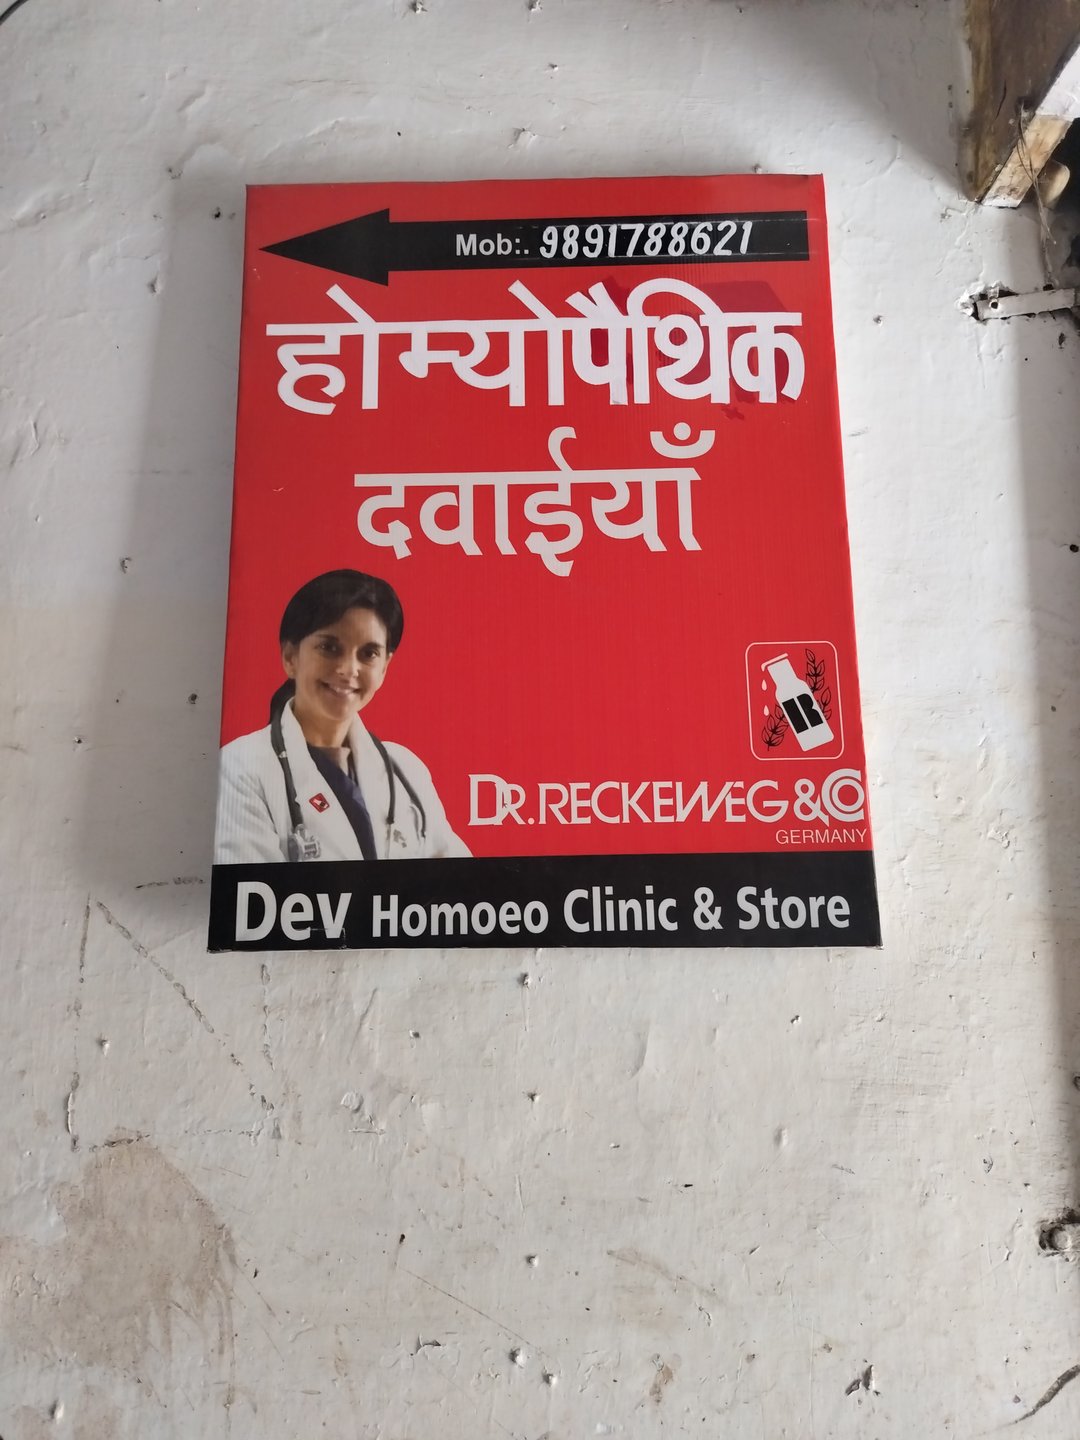 Mob:. 9891788621
होम्योपैथिक
दवाईयाँ
DR. RECKEWEG & CO
GERMANY
Dev Homoeo Clinic & Store